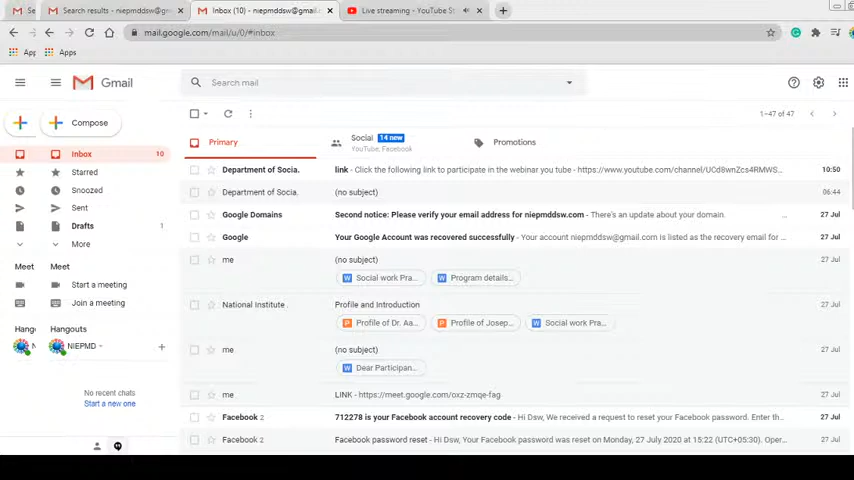 Se
Search results - niepmddsw@gm
Inbox (10) - niepmddsw@gmail.
Live streaming - YouTube St
mail.google.com/mail/u/0/#inbox
App
Apps
Gmail
Search mail
Compose
1–47 of 47
Primary
Social 14 new
YouTube, Facebook
Promotions
Inbox 10
Starred
Snoozed
Sent
Drafts 1
More
Meet Meet
Start a meeting
Join a meeting
Hang Hangouts
N NIEPMD
No recent chats
Start a new one
Department of Socia. link - Click the following link to participate in the webinar you tube - https://www.youtube.com/channel/UCd8wnZcs4RMWS... 10:50
Department of Socia. (no subject) 06:44
Google Domains Second notice: Please verify your email address for niepmddsw.com - There's an update about your domain. ... 27 Jul
Google Your Google Account was recovered successfully - Your account niepmddsw@gmail.com is listed as the recovery email for ... 27 Jul
me (no subject) 27 Jul
W Social work Pra... W Program details...
National Institute . Profile and Introduction 27 Jul
P Profile of Dr. Aa... P Profile of Josep... W Social work Pra...
me (no subject) 27 Jul
W Dear Participan...
me LINK - https://meet.google.com/oxz-zmqe-fag 27 Jul
Facebook 2 712278 is your Facebook account recovery code - Hi Dsw, We received a request to reset your Facebook password. Enter th... 27 Jul
Facebook 2 Facebook password reset - Hi Dsw, Your Facebook password was reset on Monday, 27 July 2020 at 15:22 (UTC+05:30). Oper... 27 Jul